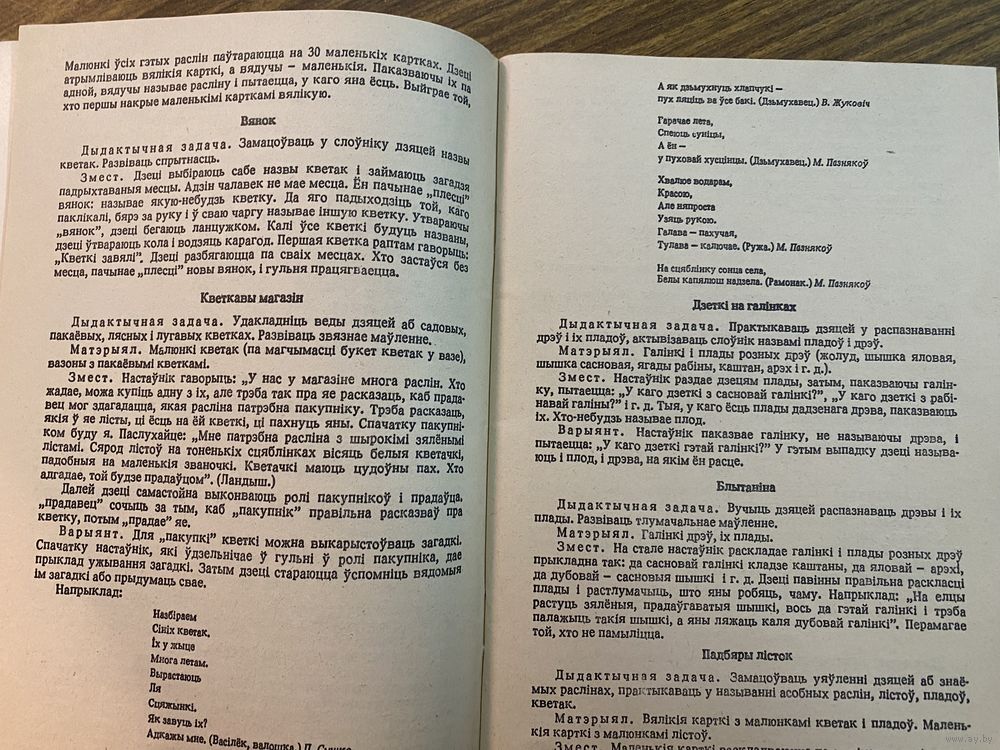 Малюнкі ўсіх гэтых раслін паўтараюцца на 30 маленькіх картках. Дзеці
атрымліваюць вялікія карткі, а вядучы – маленькія. Паказваючы іх па
адной, вядучы называе расліну і пытаецца, у каго яна ёсць. Выйграе той,
хто першы накрые маленькімі карткамі вялікую.
Вянок
Дыдактычная задача. Замацоўваць у слоўніку дзяцей назвы
кветак. Развіваць спрытнасць.
Змест. Дзеці выбіраюць сабе назвы кветак і займаюць загадзя
падрыхтаваныя месцы. Адзін чалавек не мае месца. Ён пачынае „плесці”
вянок: называе якую-небудзь кветку. Да яго падыходзіць той, каго
паклікалі, бярэ за руку і ў сваю чаргу называе іншую кветку. Утвараючы
„вянок”, дзеці бегаюць ланцужком. Калі ўсе кветкі будуць названы,
дзеці ўтвараюць кола і водзяць карагод. Першая кветка раптам гаворыць:
„Кветкі завялі”. Дзеці разбягаюцца па сваіх месцах. Хто застаўся без
месца, пачынае „плесці” новы вянок, і гульня працягваецца.
Кветкавы магазін
Дыдактычная задача. Удакладніць веды дзяцей аб садовых,
пакаёвых, лясных і лугавых кветках. Развіваць звязнае маўленне.
Матэрыял. Малюнкі кветак (па магчымасці букет кветак у вазе),
вазоны з пакаёвымі кветкамі.
Змест. Настаўнік гаворыць: „У нас у магазіне многа раслін. Хто
жадае, можа купіць адну з іх, але трэба так пра яе расказаць, каб прада-
вец мог здагадацца, якая расліна патрэбна пакупніку. Трэба расказаць,
якія ў яе лісты, ці ёсць на ёй кветкі, ці пахнуць яны. Спачатку пакупні-
ком буду я. Паслухайце: „Мне патрэбна расліна з шырокімі зялёнымі
лістамі. Сярод лістоў на тоненькіх сцяблінках вісяць белыя кветачкі,
падобныя на маленькія званочкі. Кветачкі маюць цудоўны пах. Хто
адгадае, той будзе прадаўцом”. (Ландыш.)
Далей дзеці самастойна выконваюць ролі пакупнікоў і прадаўца.
„прадавец” сочыць за тым, каб „пакупнік” правільна расказваў пра
кветку, потым „прадае” яе.
Варыянт. Для „пакупкі” кветкі можна выкарыстоўваць загадкі.
Спачатку настаўнік, які ўдзельнічае ў гульні ў ролі пакупніка, дае
прыклад ужывання загадкі. Затым дзеці стараюцца ўспомніць вядомыя
ім загадкі або прыдумаць свае.
Напрыклад:
Назбіраем
Сініх кветак.
Іх у жыце
Многа летам.
Вырастаюць
Ля
Сцяжынкі.
Як завуць іх?
Адкажы мне. (Васілёк, валошка.)
А як дзьмухнуць хлапчукі –
пух ляціць ва ўсе бакі. (Дзьмухавец.) В. Жуковіч
Гарачае лета,
Спеюць суніцы,
А ён –
у пуховай хусцінцы. (Дзьмухавец.) М. Пазнякоў
Хвалюе водарам,
Красою,
Але няпроста
Узяць рукою.
Галава – пахучая,
Тулава – калючае. (Ружа.) М. Пазнякоў
На сцяблінку сонца села,
Белы капялюш надзела. (Рамонак.) М. Пазнякоў
Дзеткі на галінках
Дыдактычная задача. Практыкаваць дзяцей у распазнаванні
дрэў і іх пладоў, актывізаваць слоўнік назвамі пладоў і дрэў.
Матэрыял. Галінкі і плады розных дрэў (жолуд, шышка яловая,
шышка сасновая, ягады рабіны, каштан, арэх і г. д.).
Змест. Настаўнік раздае дзецям плады, затым, паказваючы галін-
ку, пытаецца: „У каго дзеткі з сасновай галінкі?”, „У каго дзеткі з рабі-
навай галіны?” і г. д. Тыя, у каго ёсць плады дадзенага дрэва, паказваюць
іх. Хто-небудзь называе плод.
Варыянт. Настаўнік паказвае галінку, не называючы дрэва, і
пытаецца: „У каго дзеткі гэтай галінкі?” У гэтым выпадку дзеці называ-
юць і плод, і дрэва, на якім ён расце.
Блытаніна
Дыдактычная задача. Вучыць дзяцей распазнаваць дрэвы і іх
плады. Развіваць тлумачальнае маўленне.
Матэрыял. Галінкі дрэў, іх плады.
Змест. На стале настаўнік раскладае галінкі і плады розных дрэў
прыкладна так: да сасновай галінкі кладзе каштаны, да яловай – арэхі,
да дубовай – сасновыя шышкі і г. д. Дзеці павінны правільна раскласці
плады і растлумачыць, што яны робяць, чаму. Напрыклад: „На елцы
растуць зялёныя, прадаўгаватыя шышкі, вось да гэтай галінкі і трэба
палажыць такія шышкі, а яны ляжаць каля дубовай галінкі”. Перамагае
той, хто не памыліцца.
Падбяры лісток
Дыдактычная задача. Замацоўваць уяўленні дзяцей аб знаё-
мых раслінах, практыкаваць у называнні асобных раслін, лістоў, пладоў,
кветак.
Матэрыял. Вялікія карткі з малюнкамі кветак і пладоў. Малень-
кія карткі з малюнкамі лістоў.
Змест. Маленькія карткі
www.ay.by